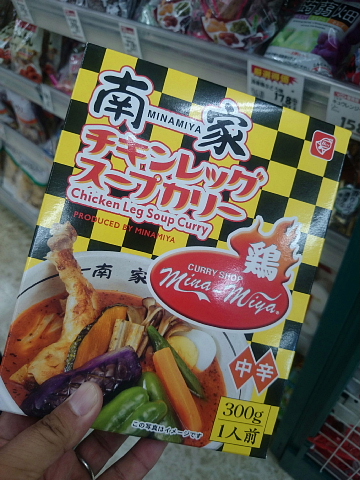 南家
MINAMIYA
チキンレッグ
スープカリー
Chicken Leg Soup Curry
PRODUCED BY MINAMIYA
南家
鶏
CURRY SHOP
Mina Miya.
中辛
300g
1人前
この写真はイメージです